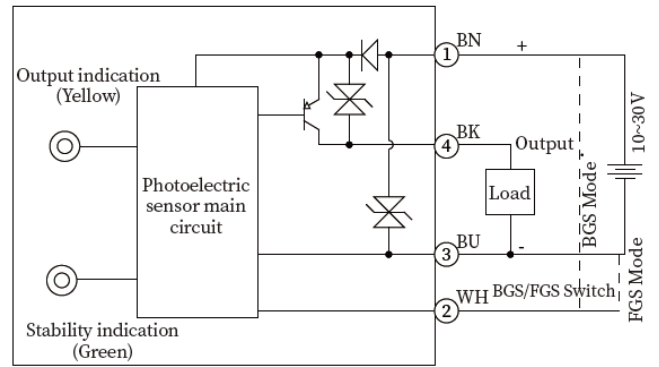 Output indication
(Yellow)
Photoelectric
sensor main
circuit
Stability indication
(Green)
1
BN
+
4
BK
Output
Load
3
BU
-
2
WH
BGS/FGS Switch
BGS Mode
10~30V
FGS Mode